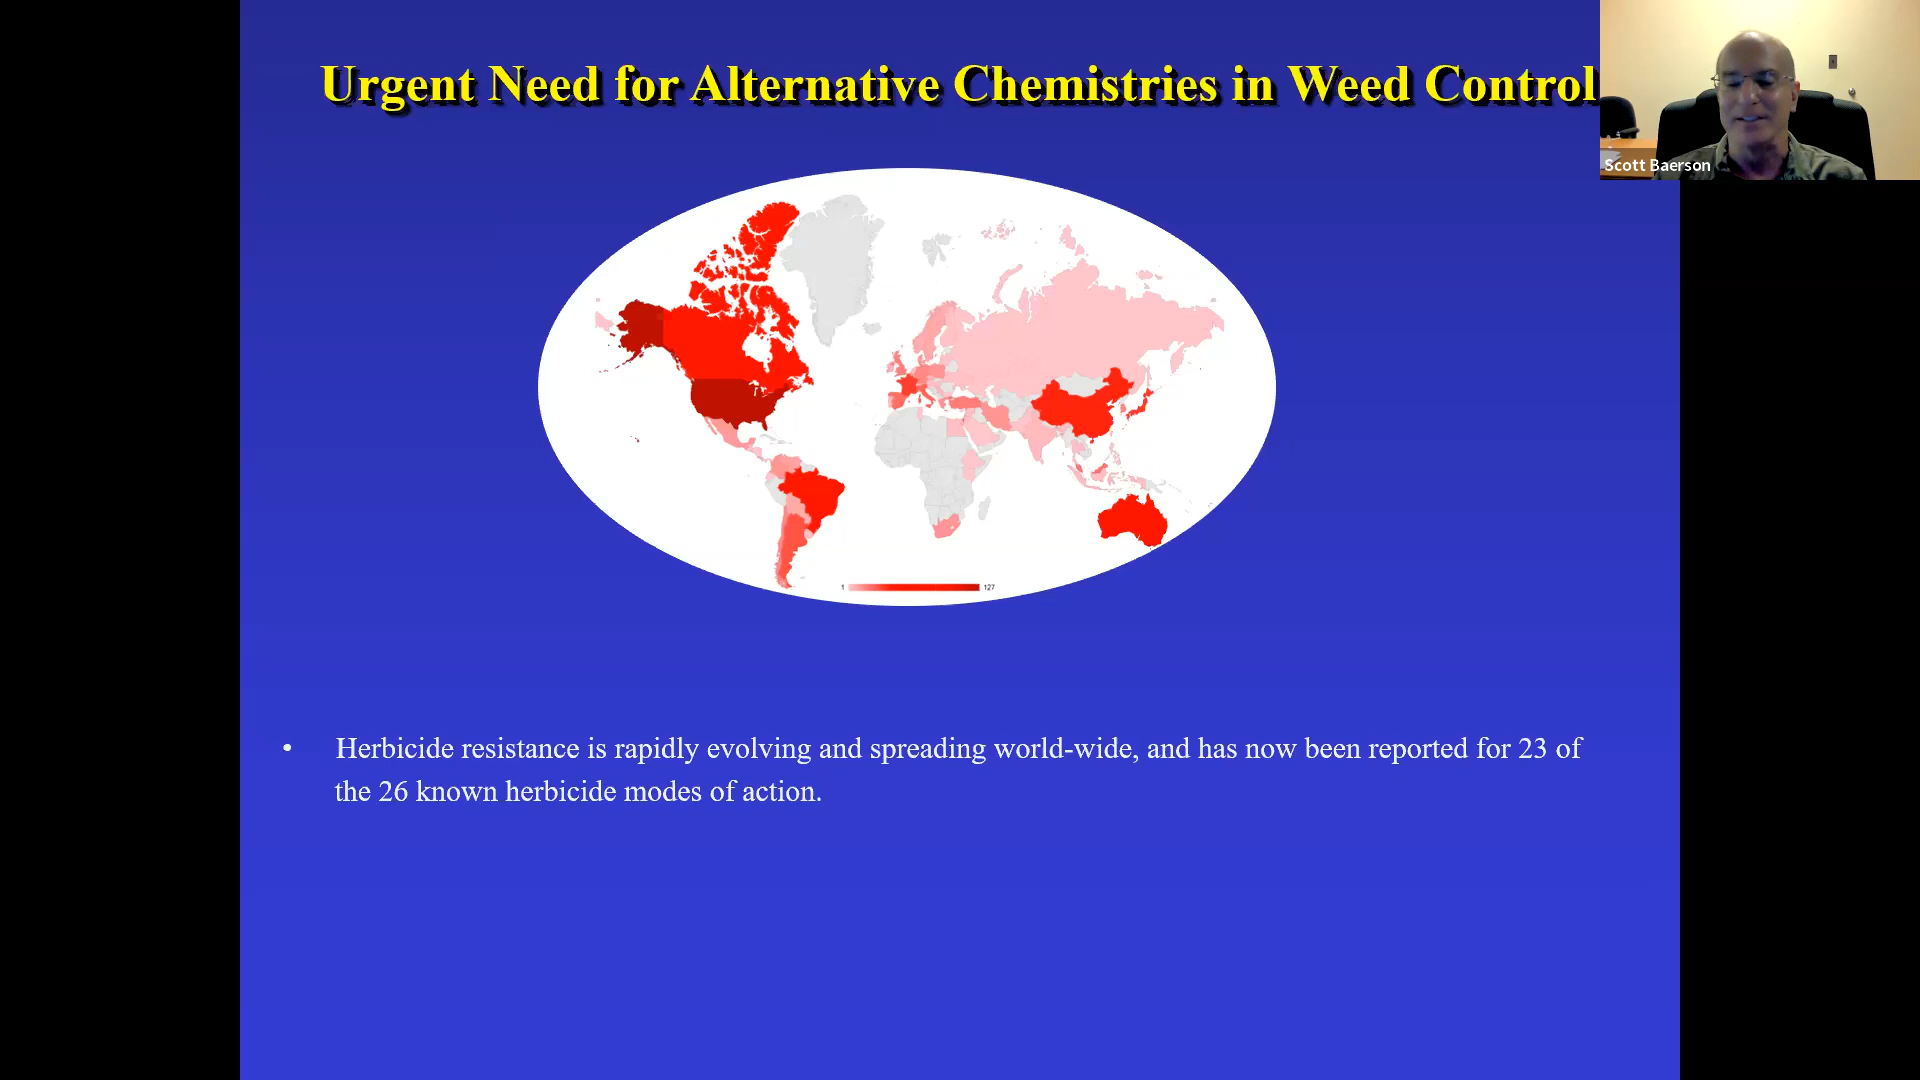 Urgent Need for Alternative Chemistries in Weed Control
Scott Baerson
1 127
• Herbicide resistance is rapidly evolving and spreading world-wide, and has now been reported for 23 of
the 26 known herbicide modes of action.